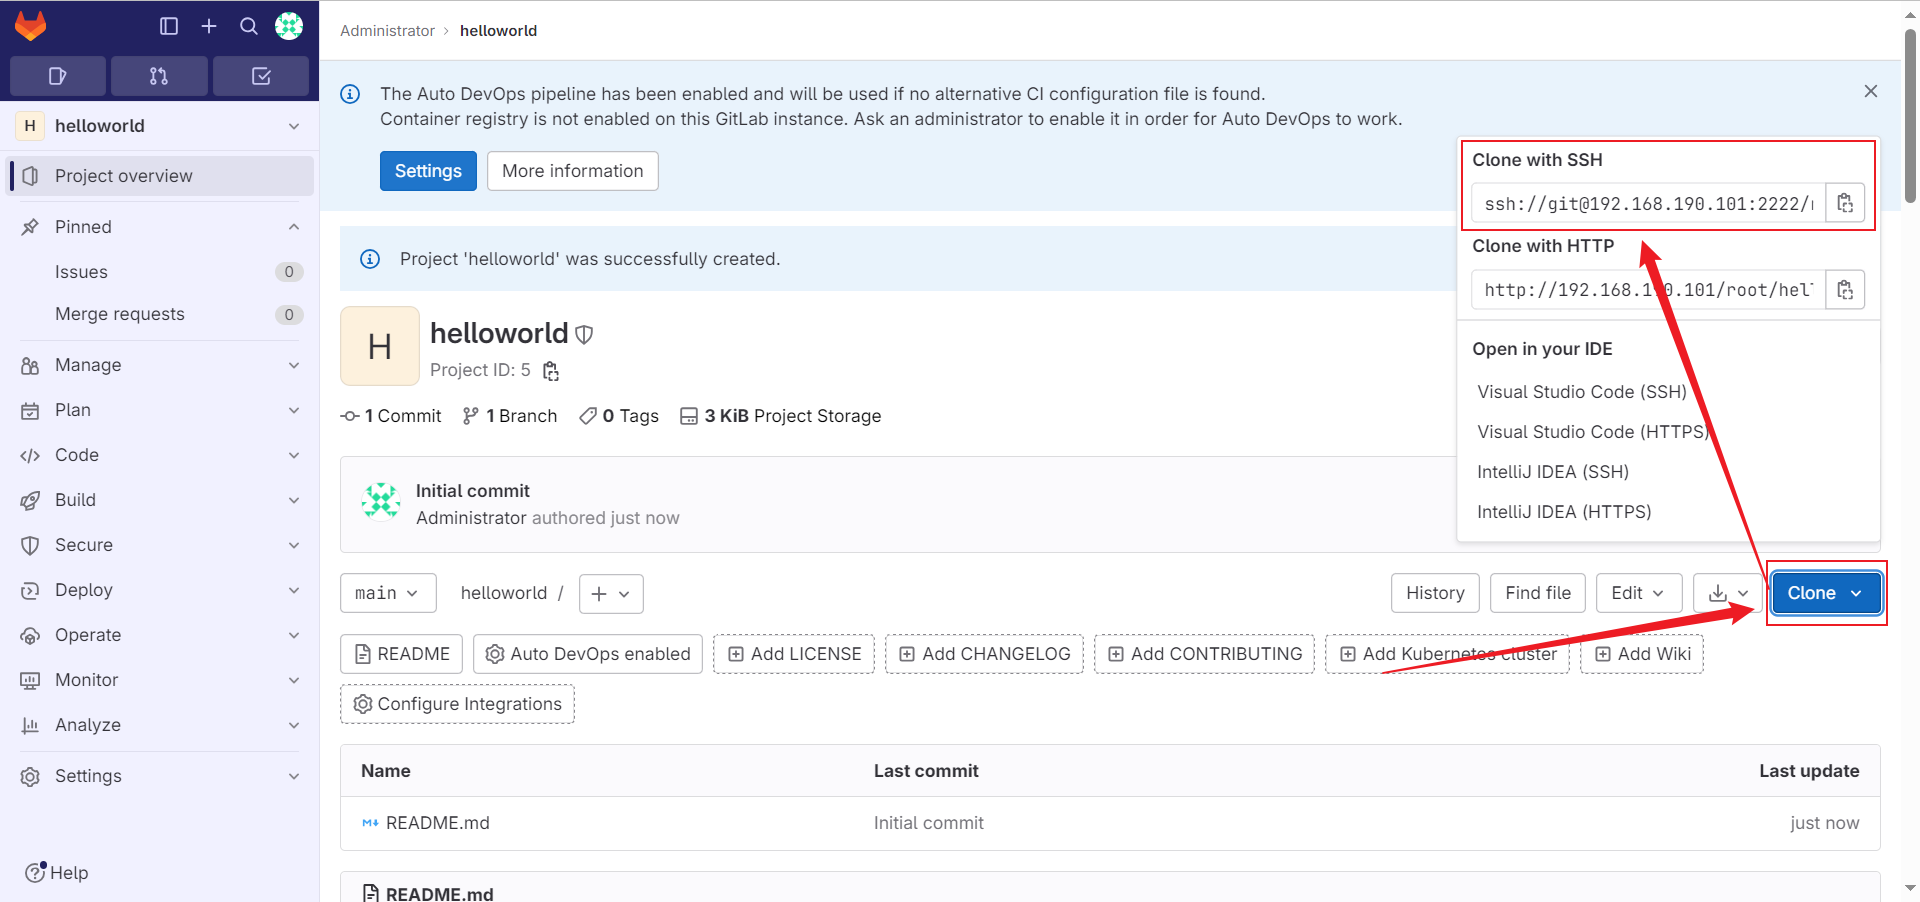 Administrator › helloworld
H helloworld
Project overview
Pinned
Issues 0
Merge requests 0
Manage
Plan
Code
Build
Secure
Deploy
Operate
Monitor
Analyze
Settings
Help
The Auto DevOps pipeline has been enabled and will be used if no alternative CI configuration file is found.
Container registry is not enabled on this GitLab instance. Ask an administrator to enable it in order for Auto DevOps to work.
Settings More information
Project 'helloworld' was successfully created.
H helloworld
Project ID: 5
1 Commit 1 Branch 0 Tags 3 KiB Project Storage
Initial commit
Administrator authored just now
Clone with SSH
ssh://git@192.168.190.101:2222/
Clone with HTTP
http://192.168.190.101/root/hel
Open in your IDE
Visual Studio Code (SSH)
Visual Studio Code (HTTPS)
IntelliJ IDEA (SSH)
IntelliJ IDEA (HTTPS)
main helloworld / + History Find file Edit Clone
README Auto DevOps enabled Add LICENSE Add CHANGELOG Add CONTRIBUTING Add Kubernetes cluster Add Wiki
Configure Integrations
Name Last commit Last update
README.md Initial commit just now
README.md